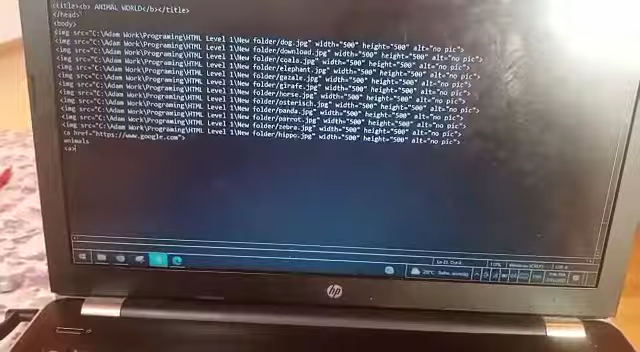 <title><b> ANIMAL WORLD</b></title>
</head>
<body>
<img src="C:\Adam Work\Programing\HTML Level 1\New folder/dog.jpg" width="500" height="500" alt="no pic">
<img src="C:\Adam Work\Programing\HTML Level 1\New folder/download.jpg" width="500" height="500" alt="no pic">
<img src="C:\Adam Work\Programing\HTML Level 1\New folder/coala.jpg" width="500" height="500" alt="no pic">
<img src="C:\Adam Work\Programing\HTML Level 1\New folder/elephant.jpg" width="500" height="500" alt="no pic">
<img src="C:\Adam Work\Programing\HTML Level 1\New folder/gazale.jpg" width="500" height="500" alt="no pic">
<img src="C:\Adam Work\Programing\HTML Level 1\New folder/girafe.jpg" width="500" height="500" alt="no pic">
<img src="C:\Adam Work\Programing\HTML Level 1\New folder/horse.jpg" width="500" height="500" alt="no pic">
<img src="C:\Adam Work\Programing\HTML Level 1\New folder/osterisch.jpg" width="500" height="500" alt="no pic">
<img src="C:\Adam Work\Programing\HTML Level 1\New folder/panda.jpg" width="500" height="500" alt="no pic">
<img src="C:\Adam Work\Programing\HTML Level 1\New folder/parrot.jpg" width="500" height="500" alt="no pic">
<img src="C:\Adam Work\Programing\HTML Level 1\New folder/zebra.jpg" width="500" height="500" alt="no pic">
<img src="C:\Adam Work\Programing\HTML Level 1\New folder/hippo.jpg" width="500" height="500" alt="no pic">
<a href="https://www.google.com">
animals
<a>
hp